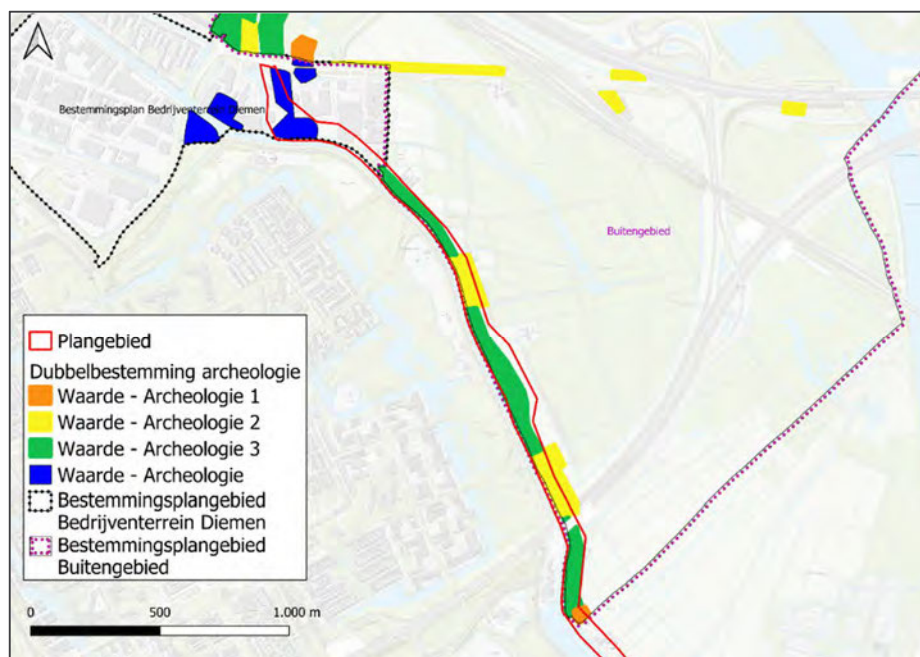 Bestemmingsplan Bedrijventerrein Diemen
Buitengebied
Plangebied
Dubbelbestemming archeologie
Waarde - Archeologie 1
Waarde - Archeologie 2
Waarde - Archeologie 3
Waarde - Archeologie
Bestemmingsplangebied
Bedrijventerrein Diemen
Bestemmingsplangebied
Buitengebied
0 500 1.000 m